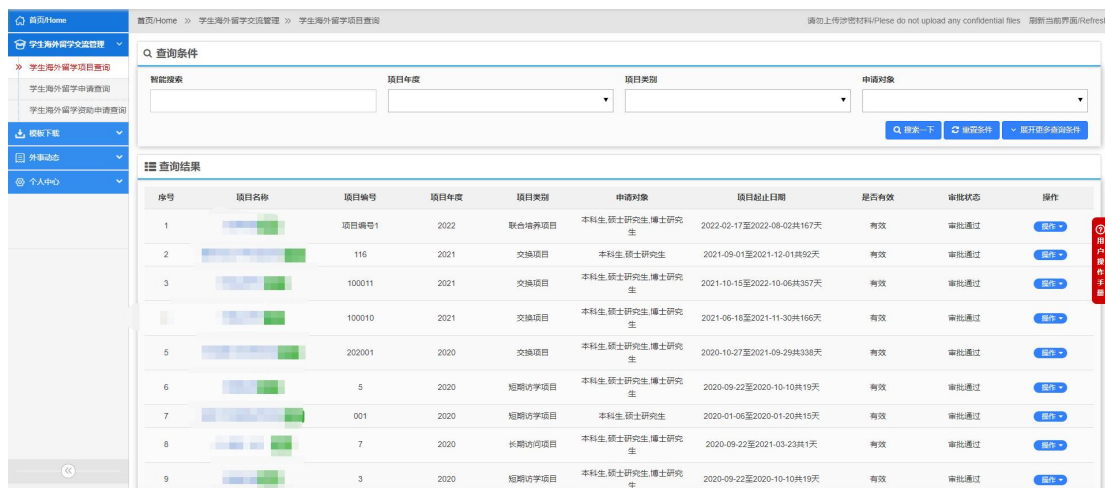 首页/Home
首页/Home » 学生海外留学交流管理 » 学生海外留学项目查询
请勿上传涉密材料/Plese do not upload any confidential files 刷新当前界面/Refres
学生海外留学交流管理
» 学生海外留学项目查询
学生海外留学申请查询
学生海外留学资助申请查询
模板下载
外事动态
个人中心
查询条件
智能搜索 项目年度 项目类别 申请对象
搜索一下 重置条件 展开更多查询条件
查询结果
序号 项目名称 项目编号 项目年度 项目类别 申请对象 项目起止日期 是否有效 审批状态 操作
1 项目编号1 2022 联合培养项目 本科生,硕士研究生,博士研究生 2022-02-17至2022-08-02共167天 有效 审批通过 操作
2 116 2021 交换项目 本科生,硕士研究生 2021-09-01至2021-12-01共92天 有效 审批通过 操作
3 100011 2021 交换项目 本科生,硕士研究生,博士研究生 2021-10-15至2022-10-06共357天 有效 审批通过 操作
100010 2021 交换项目 本科生,硕士研究生,博士研究生 2021-06-18至2021-11-30共166天 有效 审批通过 操作
5 202001 2020 交换项目 本科生,硕士研究生,博士研究生 2020-10-27至2021-09-29共338天 有效 审批通过 操作
6 5 2020 短期访学项目 本科生,硕士研究生,博士研究生 2020-09-22至2020-10-10共19天 有效 审批通过 操作
7 001 2020 短期访学项目 本科生,硕士研究生 2020-01-06至2020-01-20共15天 有效 审批通过 操作
8 7 2020 长期访问项目 本科生,硕士研究生,博士研究生 2020-09-22至2021-03-23共1天 有效 审批通过 操作
9 3 2020 短期访学项目 本科生,硕士研究生,博士研究生 2020-09-22至2020-10-10共19天 有效 审批通过 操作
用户操作手册